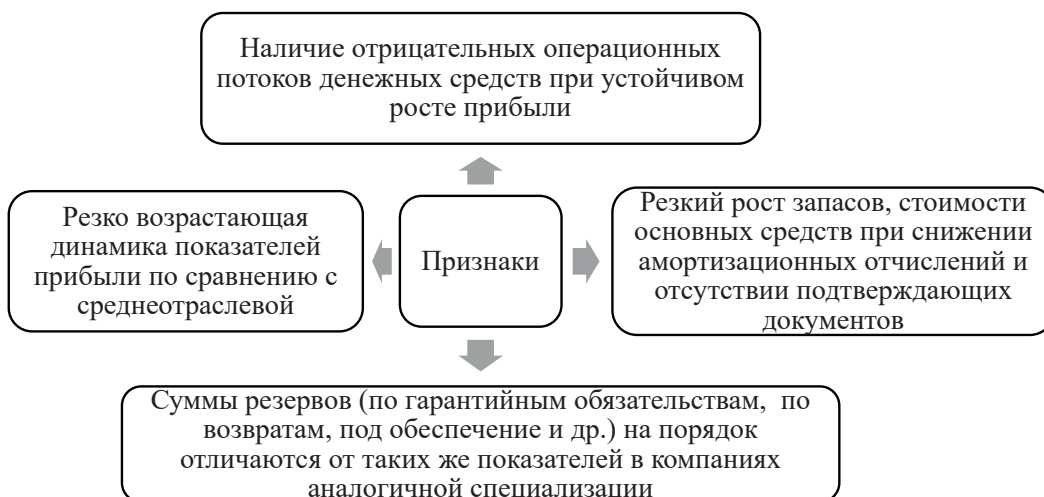 Наличие отрицательных операционных
потоков денежных средств при устойчивом
росте прибыли
Резко возрастающая
динамика показателей
прибыли по сравнению с
среднеотраслевой
Признаки
Резкий рост запасов, стоимости
основных средств при снижении
амортизационных отчислений и
отсутствии подтверждающих
документов
Суммы резервов (по гарантийным обязательствам, по
возвратам, под обеспечение и др.) на порядок
отличаются от таких же показателей в компаниях
аналогичной специализации